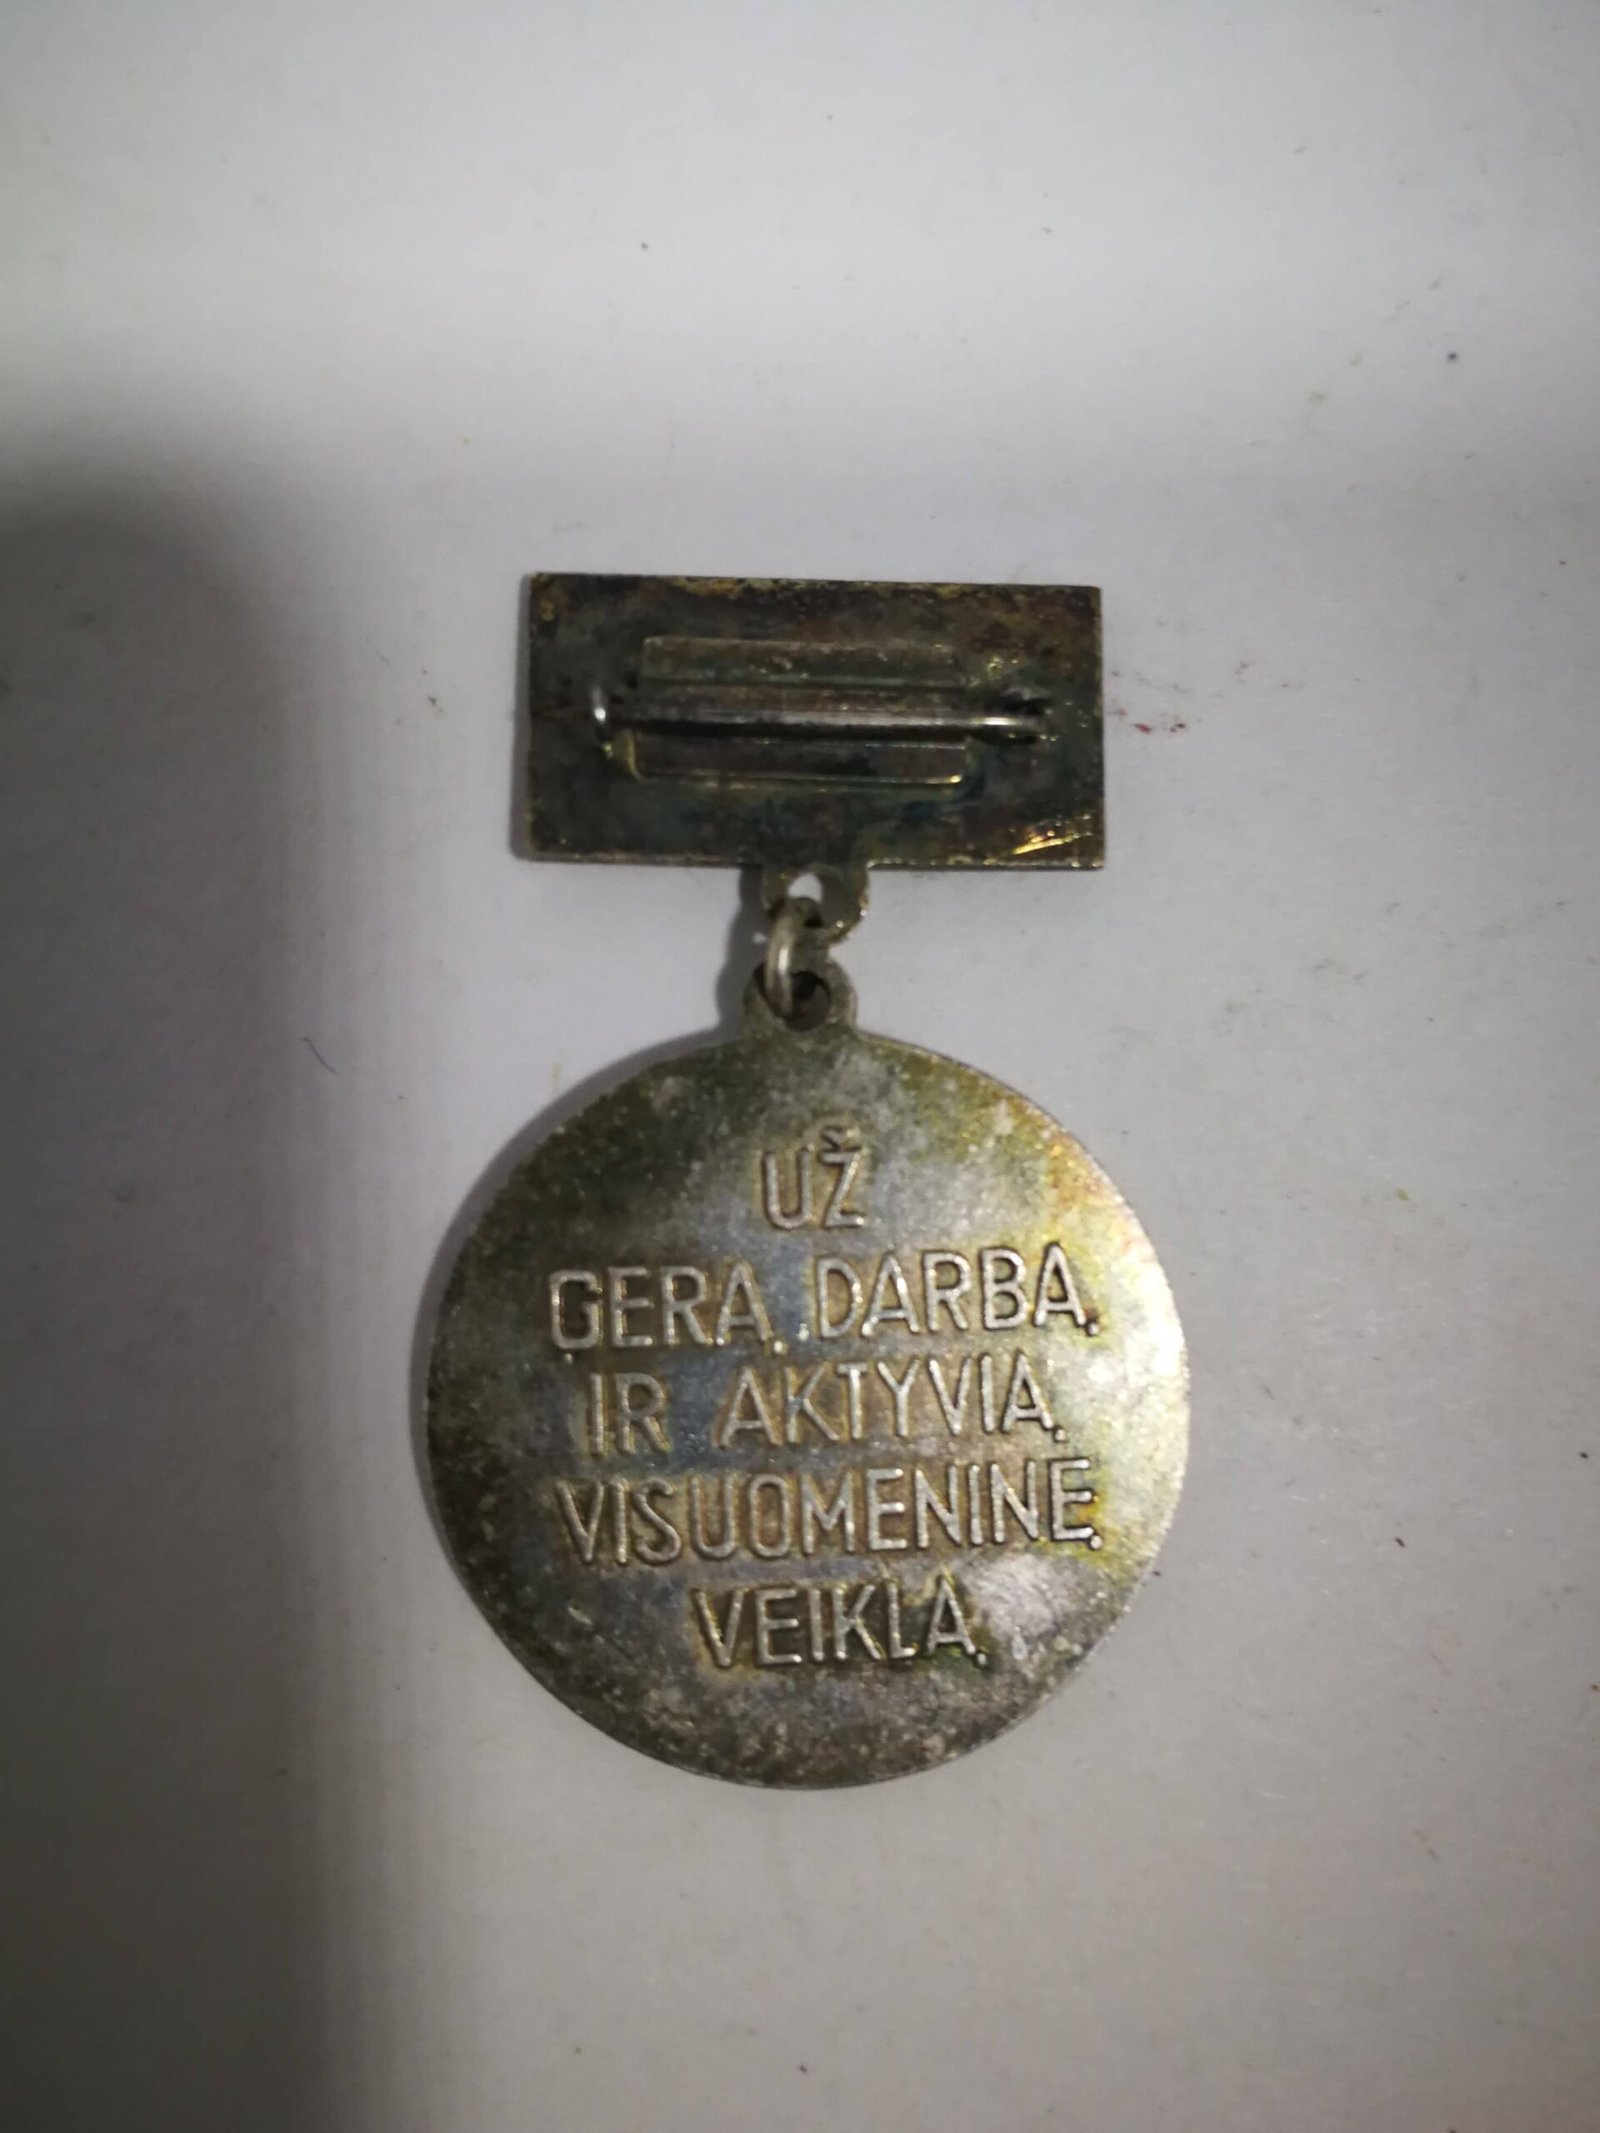 UŽ
GERĄ DARBĄ
IR AKTYVIĄ
VISUOMENINĘ
VEIKLĄ